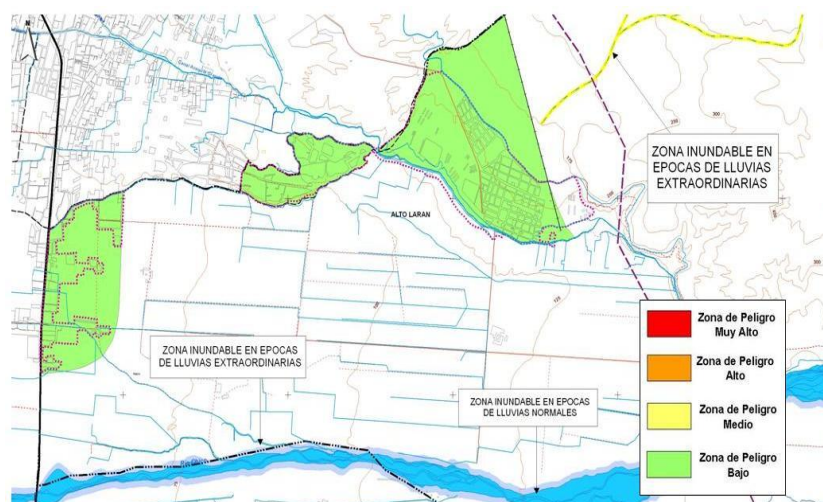 ZONA INUNDABLE EN
EPOCAS DE LLUVIAS
EXTRAORDINARIAS
ALTO LARAN
ZONA INUNDABLE EN EPOCAS
DE LLUVIAS EXTRAORDINARIAS
ZONA INUNDABLE EN EPOCAS
DE LLUVIAS NORMALES
Zona de Peligro
Muy Alto
Zona de Peligro
Alto
Zona de Peligro
Medio
Zona de Peligro
Bajo